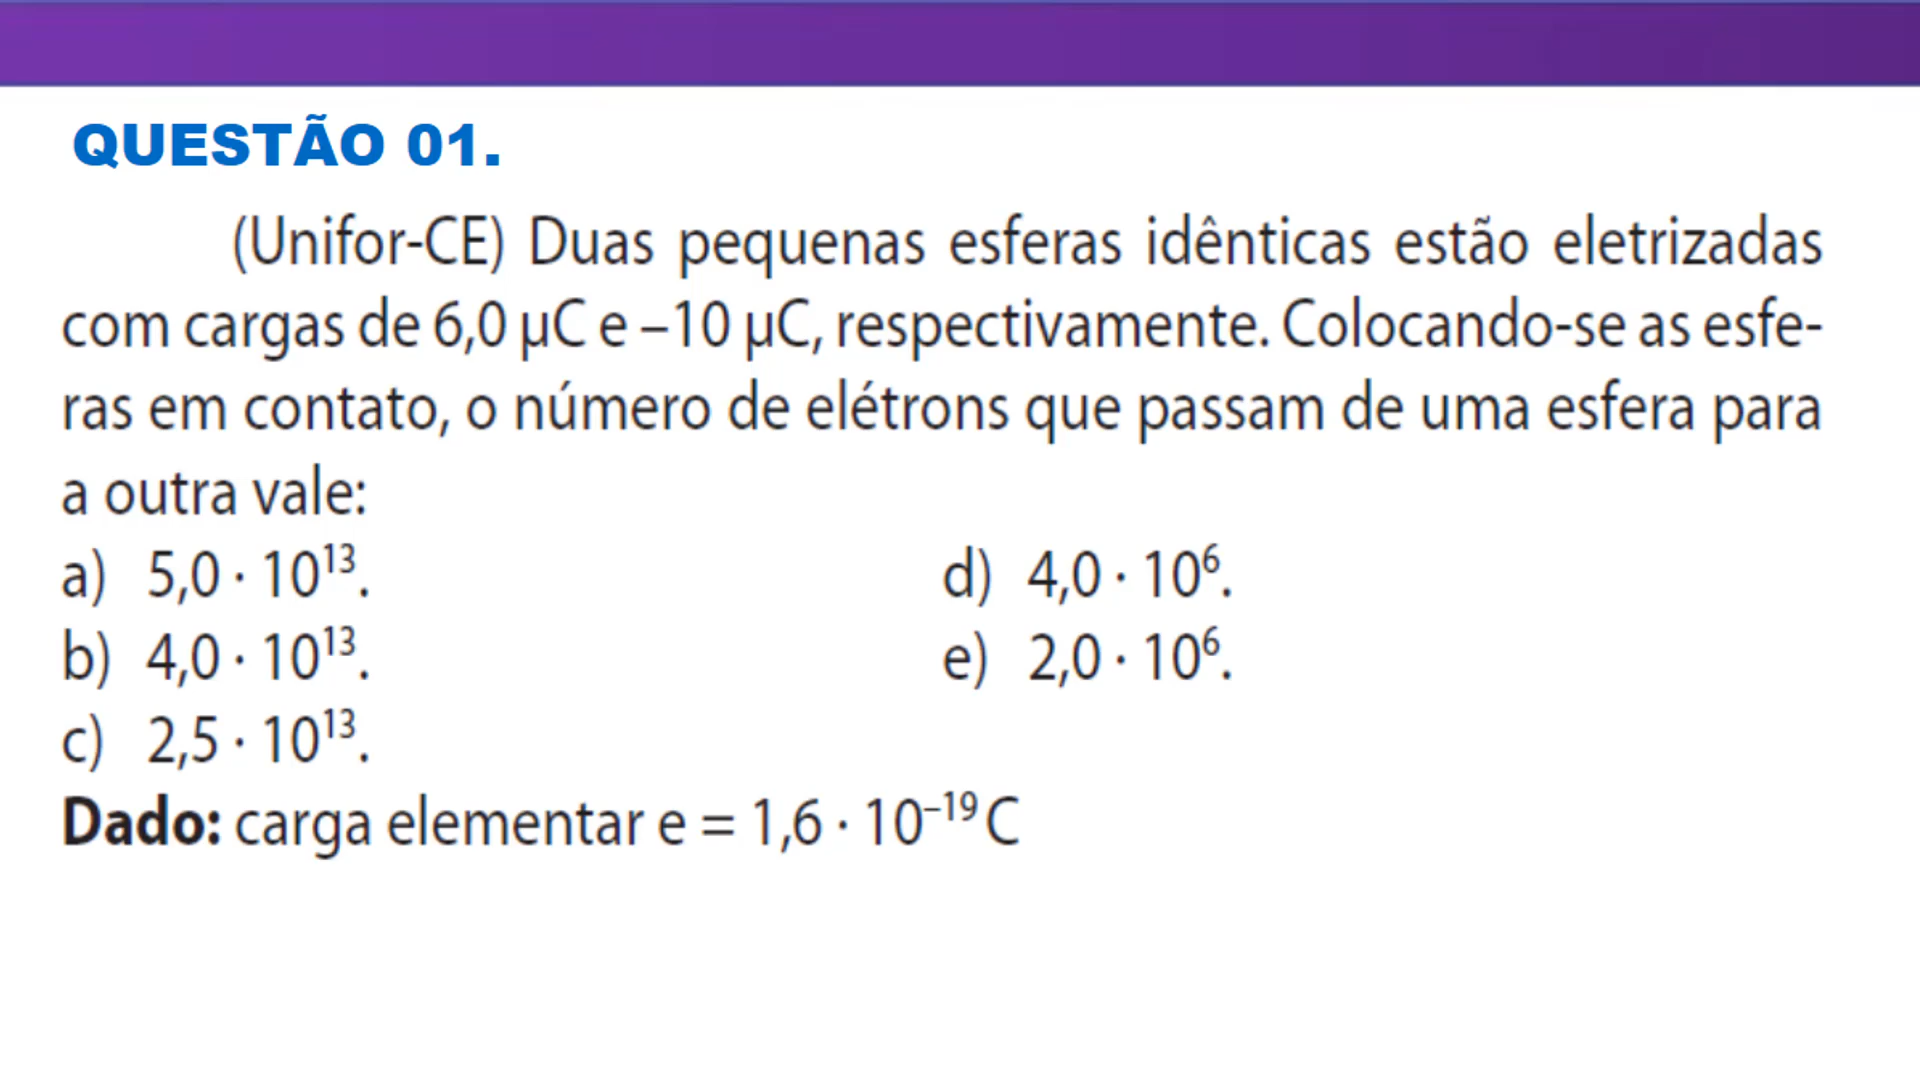 QUESTÃO 01.
(Unifor-CE) Duas pequenas esferas idênticas estão eletrizadas
com cargas de 6,0 µC e –10 µC, respectivamente. Colocando-se as esfe-
ras em contato, o número de elétrons que passam de uma esfera para
a outra vale:
a) 5,0 · 10¹³.
b) 4,0 · 10¹³.
c) 2,5 · 10¹³.
d) 4,0 · 10⁶.
e) 2,0 · 10⁶.
Dado: carga elementar e = 1,6 · 10⁻¹⁹ C